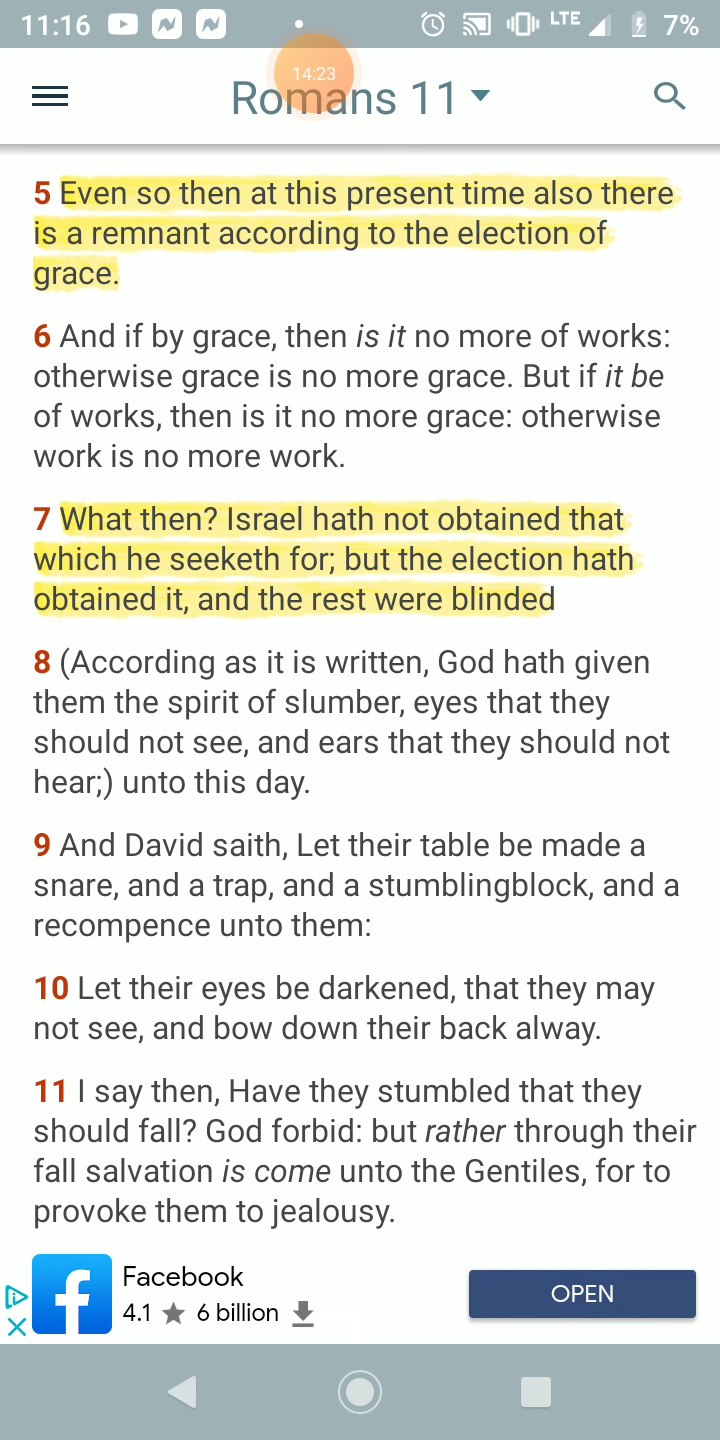 11:16 LTE 7%
14:23
Romans 11
5 Even so then at this present time also there
is a remnant according to the election of
grace.
6 And if by grace, then is it no more of works:
otherwise grace is no more grace. But if it be
of works, then is it no more grace: otherwise
work is no more work.
7 What then? Israel hath not obtained that
which he seeketh for; but the election hath
obtained it, and the rest were blinded
8 (According as it is written, God hath given
them the spirit of slumber, eyes that they
should not see, and ears that they should not
hear;) unto this day.
9 And David saith, Let their table be made a
snare, and a trap, and a stumblingblock, and a
recompence unto them:
10 Let their eyes be darkened, that they may
not see, and bow down their back alway.
11 I say then, Have they stumbled that they
should fall? God forbid: but rather through their
fall salvation is come unto the Gentiles, for to
provoke them to jealousy.
Facebook
4.1 ★ 6 billion
OPEN